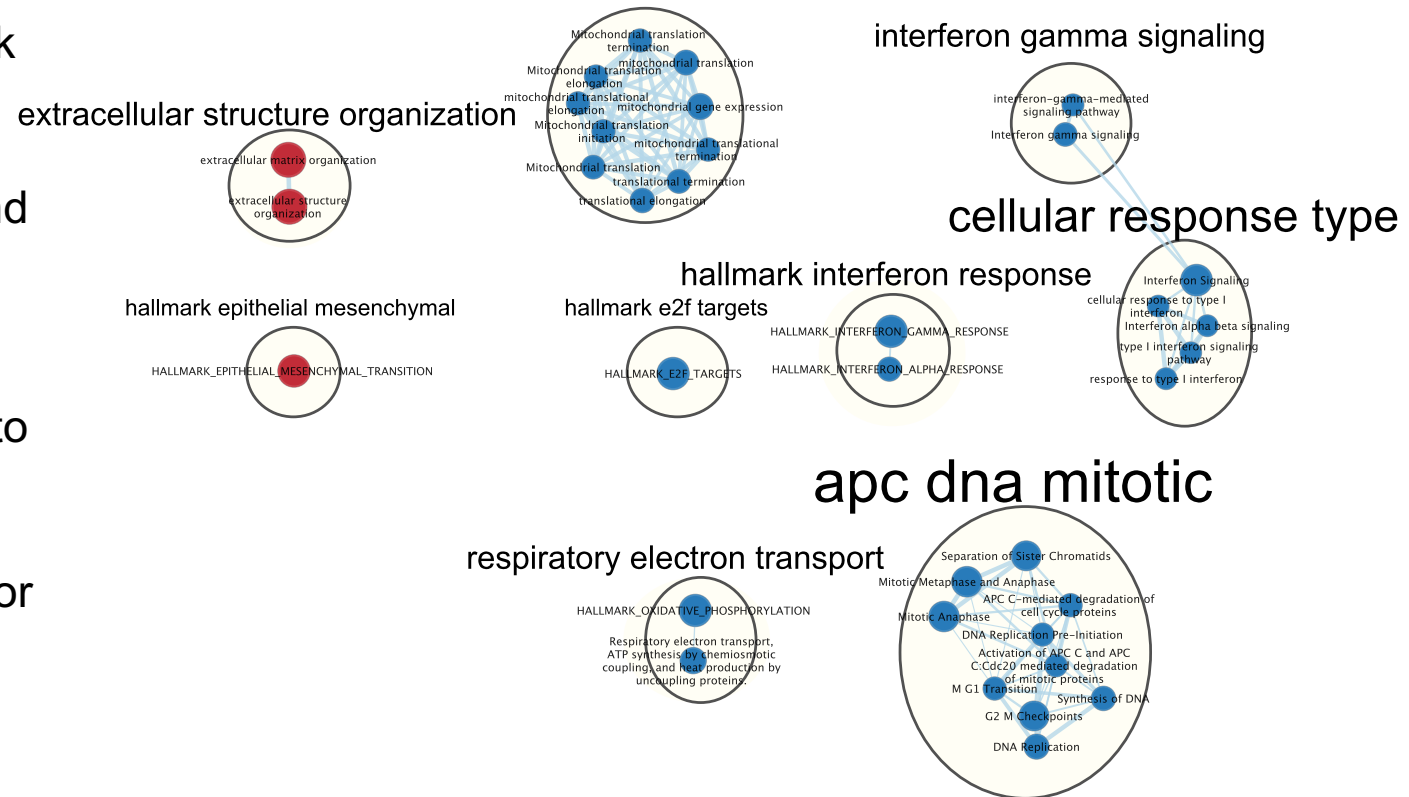 k
nd
to
or
extracellular structure organization
extracellular matrix organization
extracellular structure
organization
hallmark epithelial mesenchymal
HALLMARK_EPITHELIAL_MESENCHYMAL_TRANSITION
Mitochondrial translation
termination
mitochondrial translation
Mitochondrial translation
elongation
mitochondrial translational
elongation
mitochondrial gene expression
Mitochondrial translation
initiation
mitochondrial translational
termination
Mitochondrial translation
translational termination
translational elongation
interferon gamma signaling
interferon-gamma-mediated
signaling pathway
Interferon gamma signaling
cellular response type
Interferon Signaling
cellular response to type I
interferon
Interferon alpha beta signaling
type I interferon signaling
pathway
response to type I interferon
hallmark interferon response
HALLMARK_INTERFERON_GAMMA_RESPONSE
HALLMARK_INTERFERON_ALPHA_RESPONSE
hallmark e2f targets
HALLMARK_E2F_TARGETS
apc dna mitotic
Separation of Sister Chromatids
Mitotic Metaphase and Anaphase
APC C-mediated degradation of
cell cycle proteins
Mitotic Anaphase
DNA Replication Pre-Initiation
Activation of APC C and APC
C:Cdc20 mediated degradation
of mitotic proteins
M G1 Transition
Synthesis of DNA
G2 M Checkpoints
DNA Replication
respiratory electron transport
HALLMARK_OXIDATIVE_PHOSPHORYLATION
Respiratory electron transport,
ATP synthesis by chemiosmotic
coupling, and heat production by
uncoupling proteins.